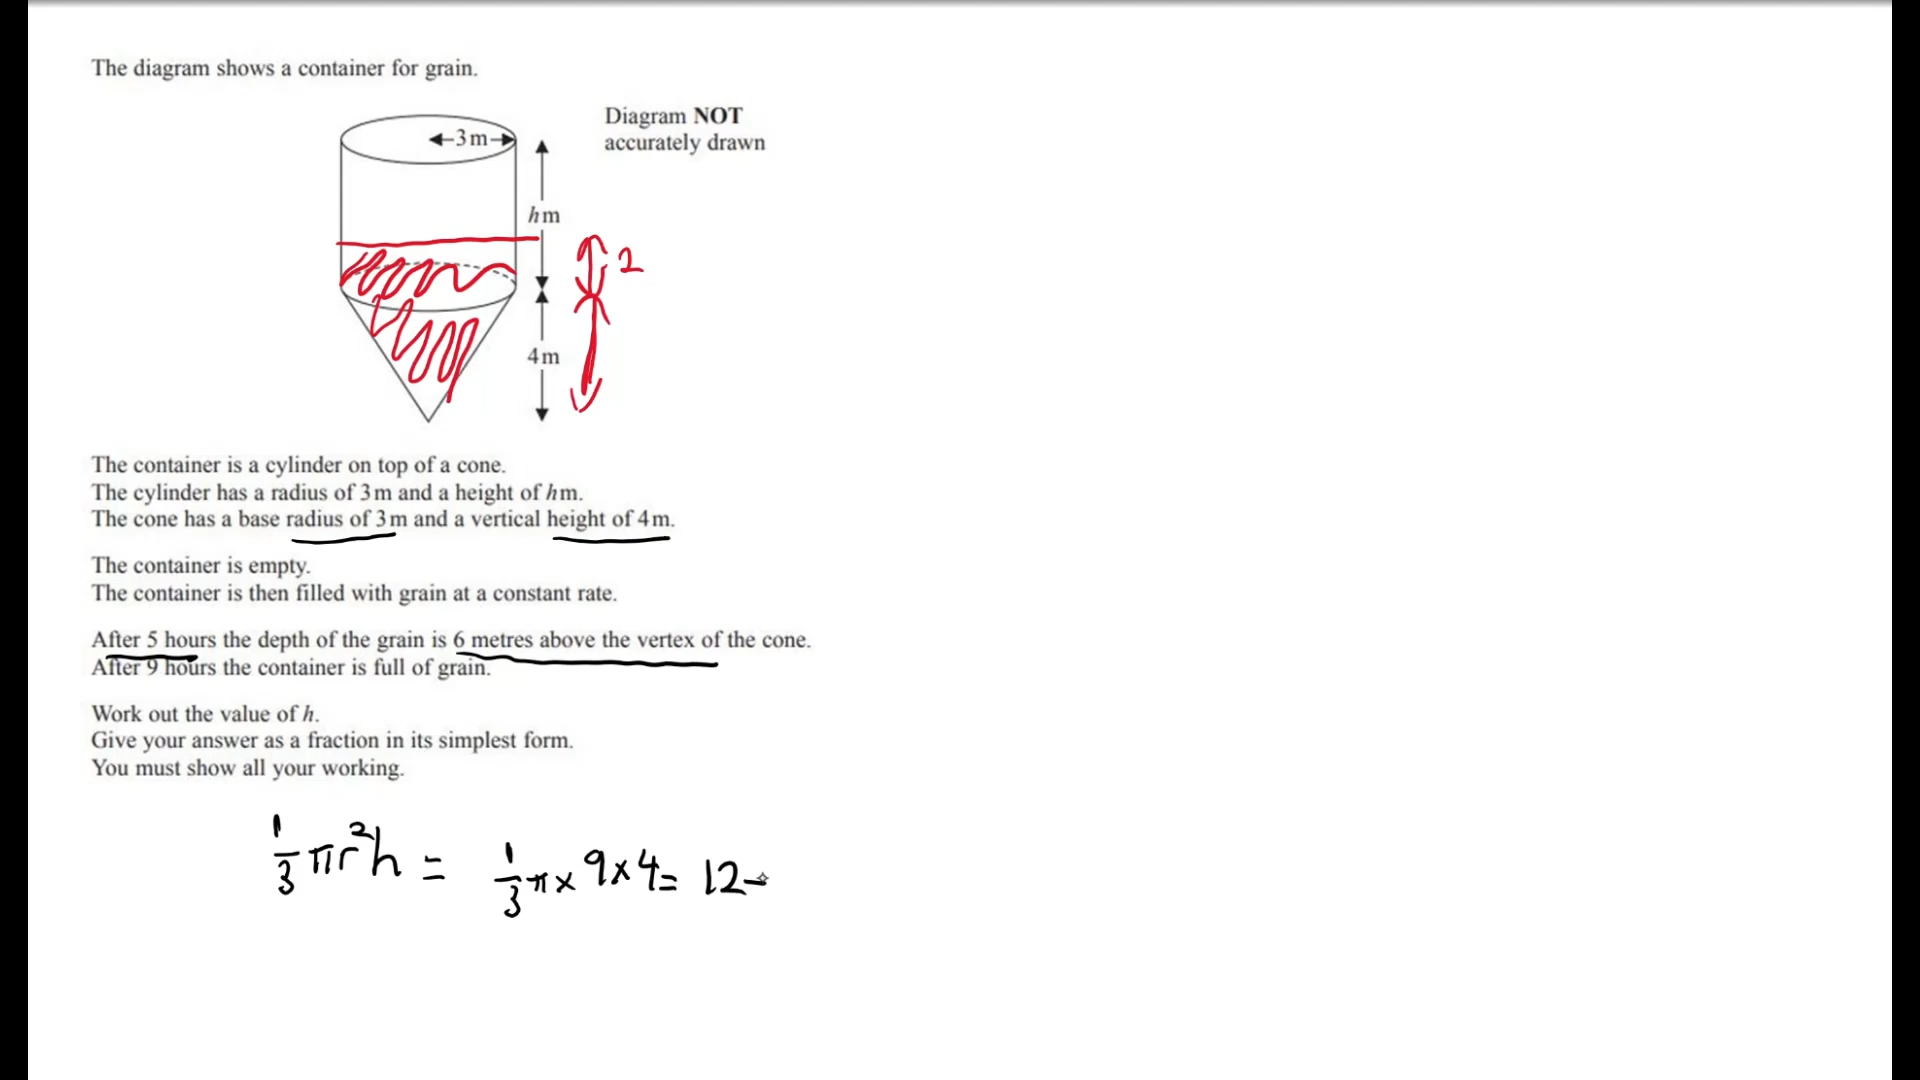 The diagram shows a container for grain.
Diagram NOT
accurately drawn
3 m
h m
2
4 m
The container is a cylinder on top of a cone.
The cylinder has a radius of 3 m and a height of h m.
The cone has a base radius of 3 m and a vertical height of 4 m.
The container is empty.
The container is then filled with grain at a constant rate.
After 5 hours the depth of the grain is 6 metres above the vertex of the cone.
After 9 hours the container is full of grain.
Work out the value of h.
Give your answer as a fraction in its simplest form.
You must show all your working.
1/3 πr²h = 1/3 π × 9 × 4 = 12